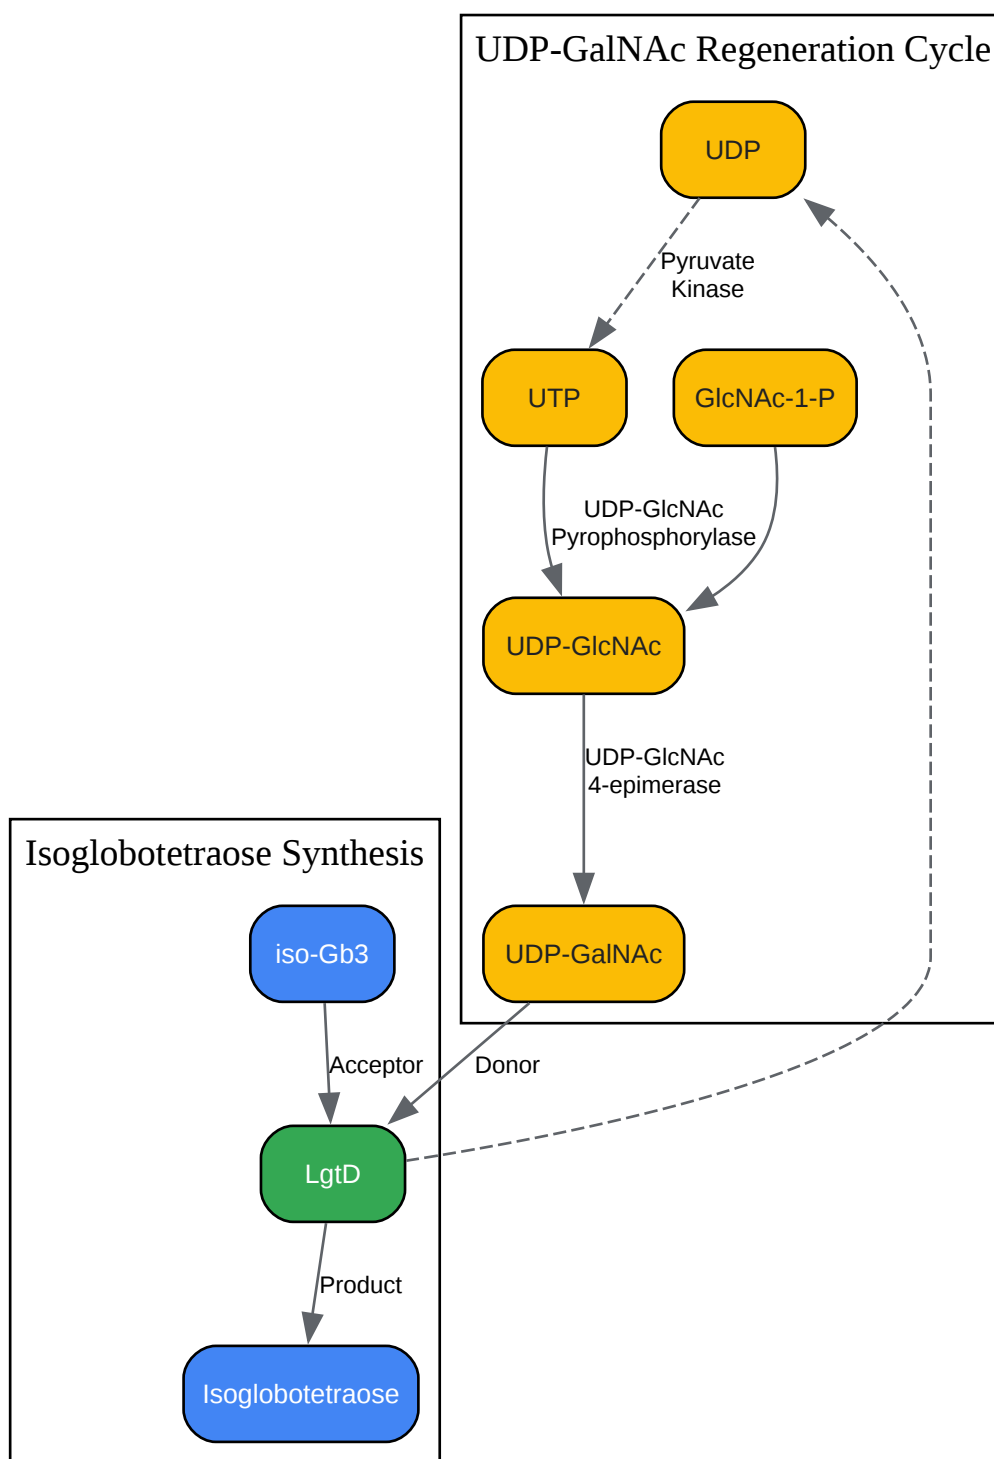 UDP-GalNAc Regeneration Cycle
UDP
Pyruvate
Kinase
UTP
GlcNAc-1-P
UDP-GlcNAc
Pyrophosphorylase
UDP-GlcNAc
UDP-GlcNAc
4-epimerase
Isoglobotetraose Synthesis
iso-Gb3
UDP-GalNAc
Acceptor
Donor
LgtD
Product
Isoglobotetraose